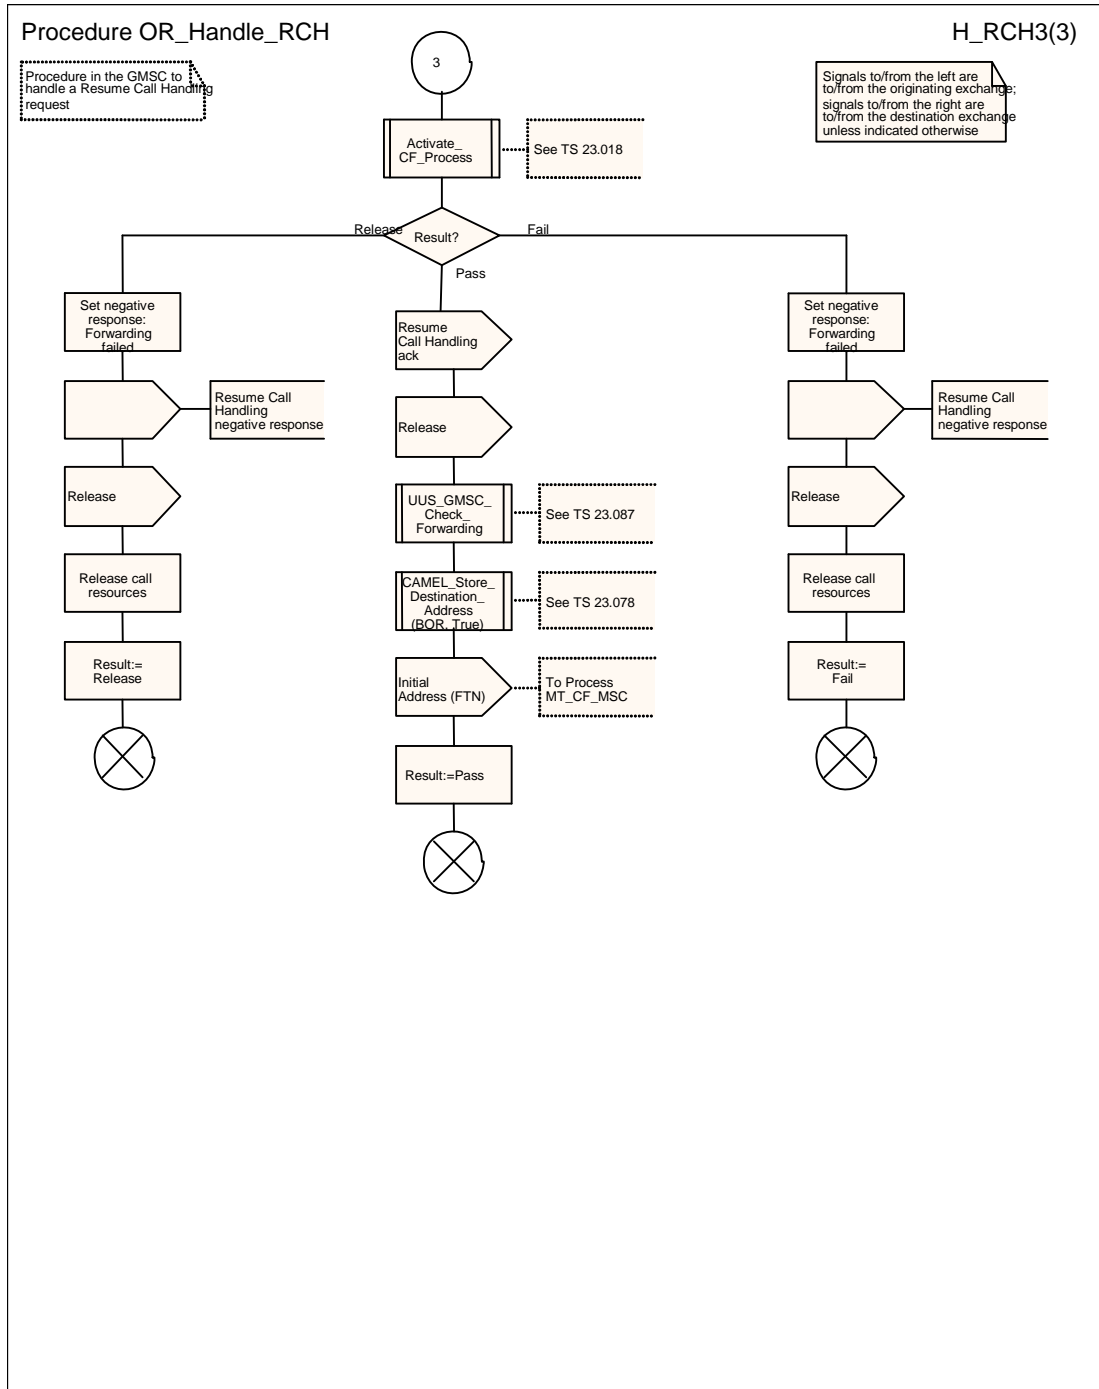 Procedure OR_Handle_RCH
H_RCH3(3)
Procedure in the GMSC to
handle a Resume Call Handling
request
3
Signals to/from the left are
to/from the originating exchange;
signals to/from the right are
to/from the destination exchange
unless indicated otherwise
Activate_
CF_Process
See TS 23.018
Release
Result?
Fail
Pass
Set negative
response:
Forwarding
failed
Resume Call
Handling
negative response
Release
Release call
resources
Result:=
Release
Resume
Call Handling
ack
Release
UUS_GMSC_
Check_
Forwarding
See TS 23.087
CAMEL_Store_
Destination_
Address
(BOR, True)
See TS 23.078
Initial
Address (FTN)
To Process
MT_CF_MSC
Result:=Pass
Set negative
response:
Forwarding
failed
Resume Call
Handling
negative response
Release
Release call
resources
Result:=
Fail